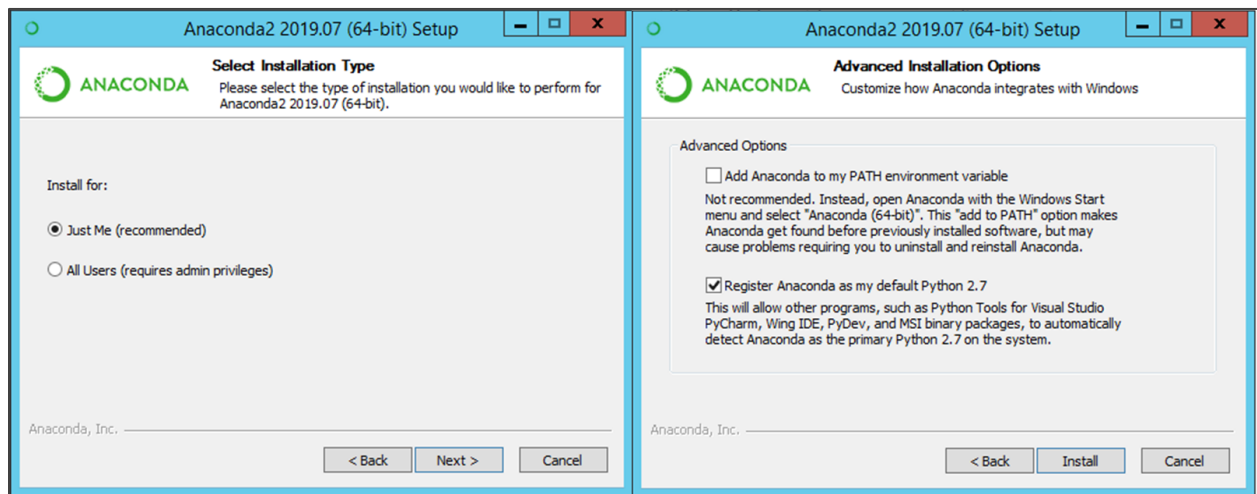 Anaconda2 2019.07 (64-bit) Setup
ANACONDA
Select Installation Type
Please select the type of installation you would like to perform for
Anaconda2 2019.07 (64-bit).
Install for:
Just Me (recommended)
All Users (requires admin privileges)
Anaconda, Inc.
< Back
Next >
Cancel
Anaconda2 2019.07 (64-bit) Setup
ANACONDA
Advanced Installation Options
Customize how Anaconda integrates with Windows
Advanced Options
Add Anaconda to my PATH environment variable
Not recommended. Instead, open Anaconda with the Windows Start
menu and select "Anaconda (64-bit)". This "add to PATH" option makes
Anaconda get found before previously installed software, but may
cause problems requiring you to uninstall and reinstall Anaconda.
Register Anaconda as my default Python 2.7
This will allow other programs, such as Python Tools for Visual Studio
PyCharm, Wing IDE, PyDev, and MSI binary packages, to automatically
detect Anaconda as the primary Python 2.7 on the system.
Anaconda, Inc.
< Back
Install
Cancel